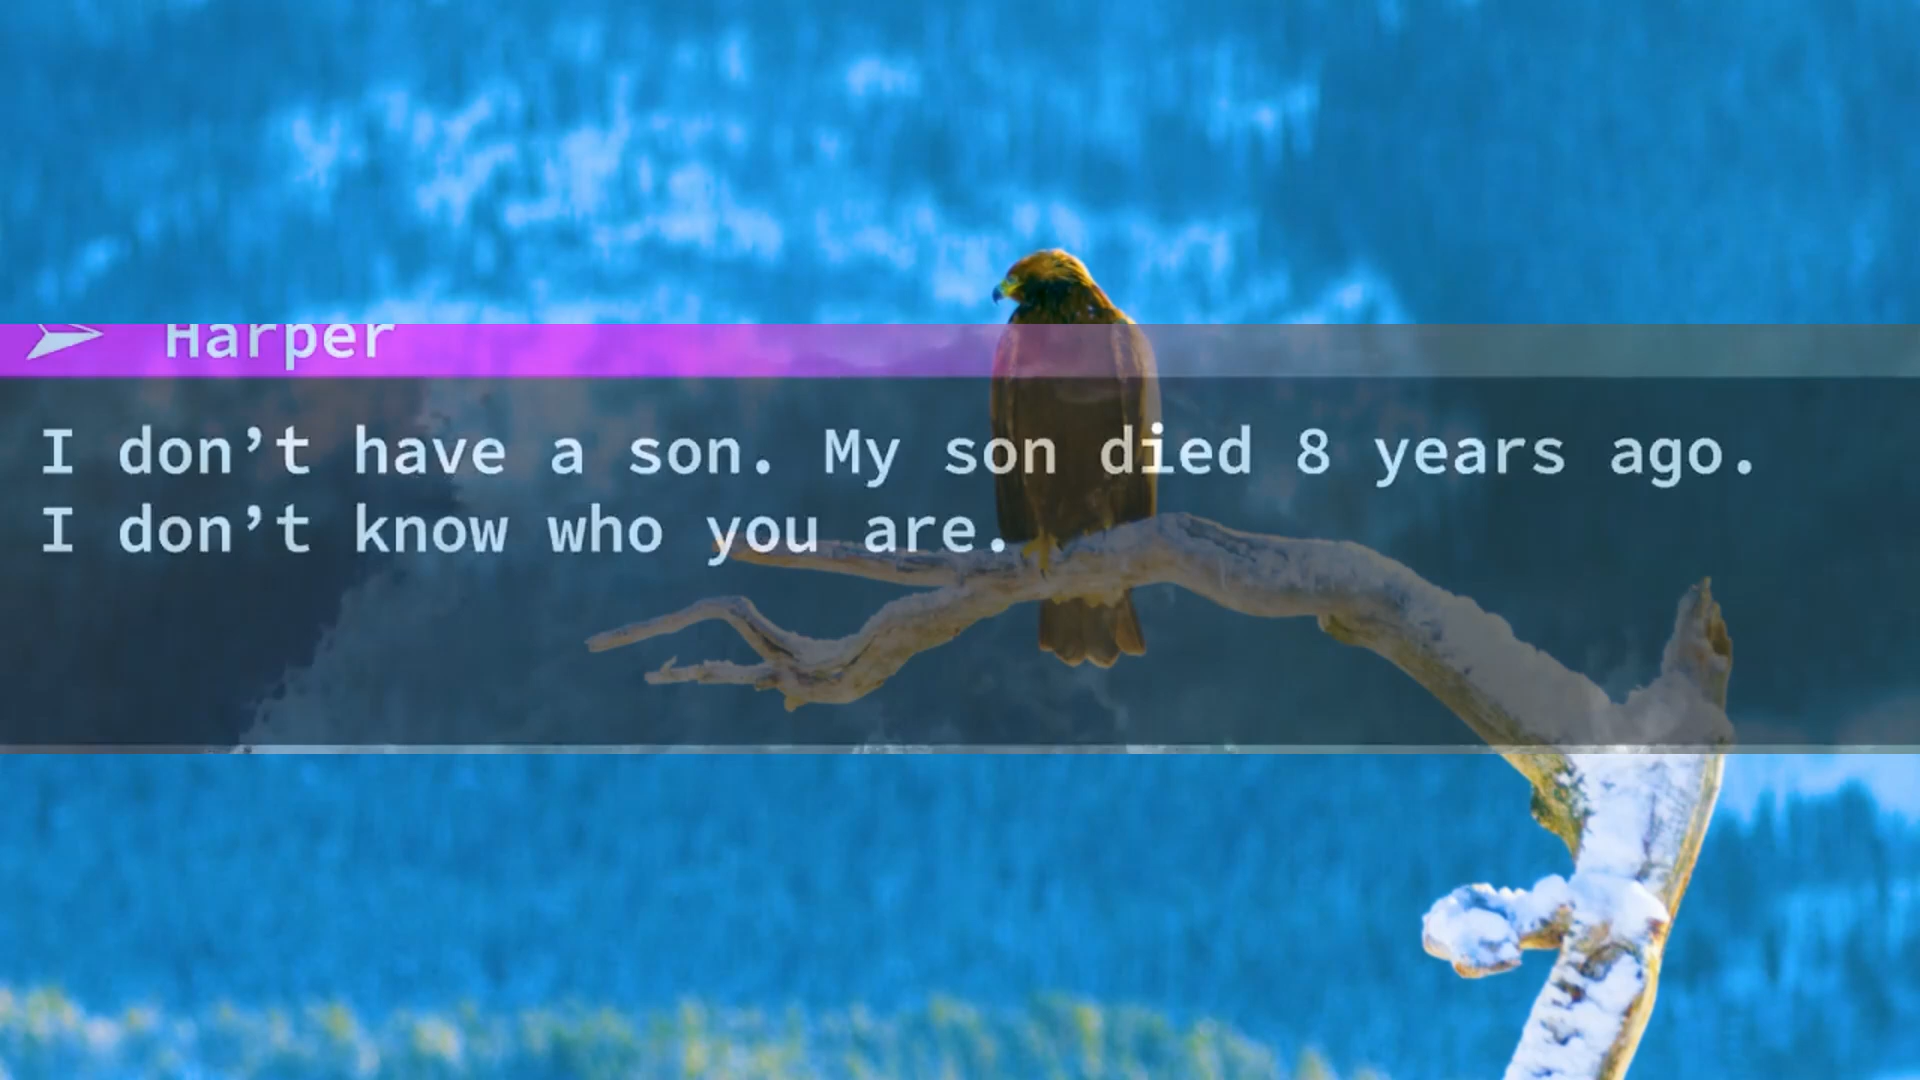 Harper
I don’t have a son. My son died 8 years ago.
I don’t know who you are.